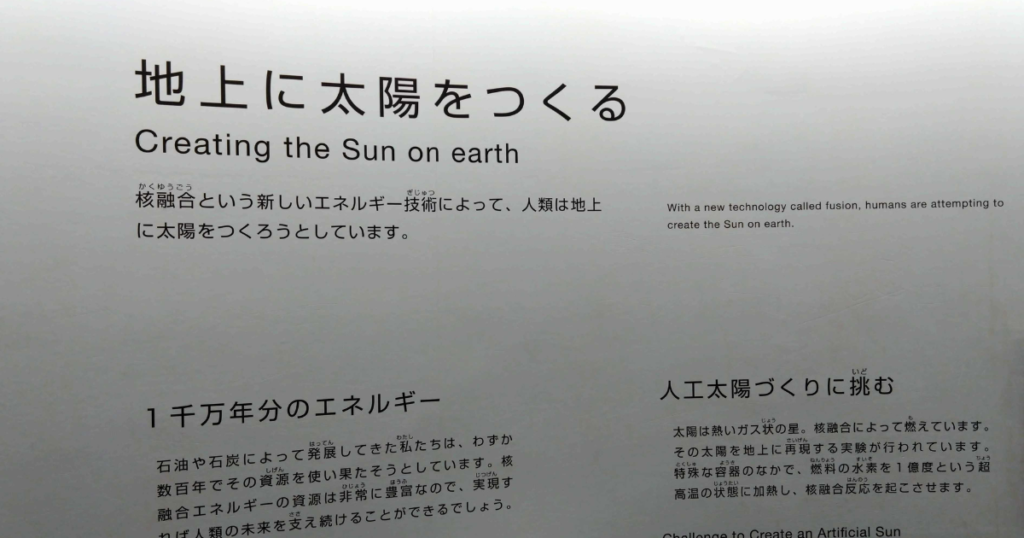 地上に太陽をつくる
Creating the Sun on earth
核融合という新しいエネルギー技術によって、人類は地上
に太陽をつくろうとしています。
With a new technology called fusion, humans are attempting to
create the Sun on earth.
1千万年分のエネルギー
石油や石炭によって発展してきた私たちは、わずか
数百年でその資源を使い果たそうとしています。核
融合エネルギーの資源は非常に豊富なので、実現す
れば人類の未来を支え続けることができるでしょう。
人工太陽づくりに挑む
太陽は熱いガス状の星。核融合によって燃えています。
その太陽を地上に再現する実験が行われています。
特殊な容器のなかで、燃料の水素を1億度という超
高温の状態に加熱し、核融合反応を起こさせます。
Challenge to Create an Artificial Sun